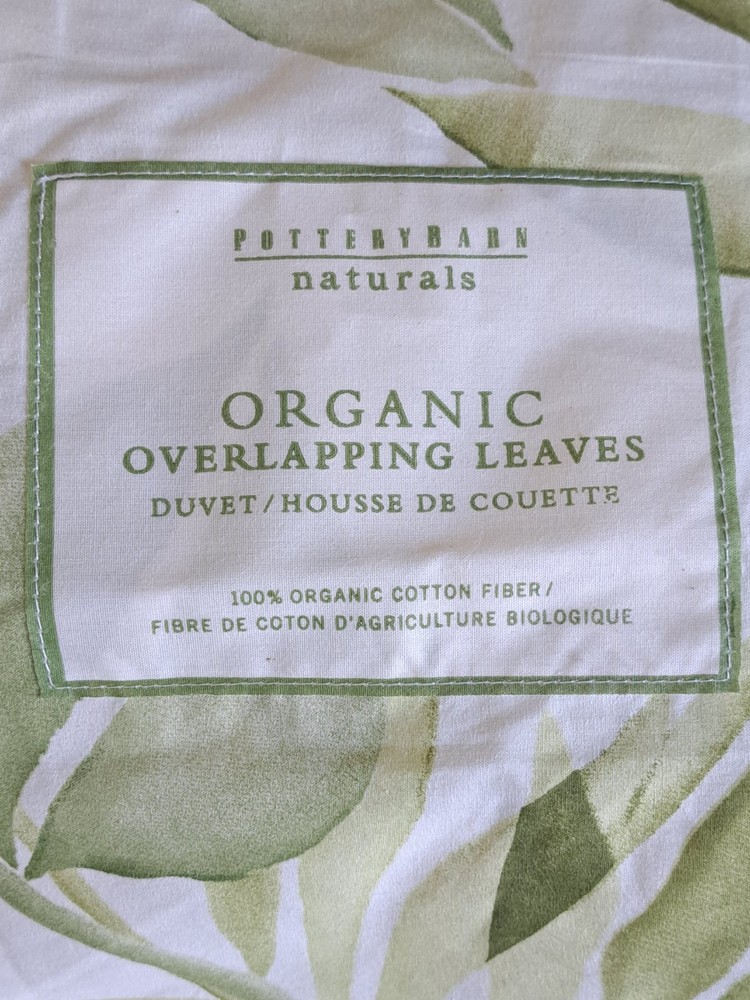 POTTERYBARN
naturals
ORGANIC
OVERLAPPING LEAVES
DUVET/HOUSSE DE COUETTE
100% ORGANIC COTTON FIBER/
FIBRE DE COTON D'AGRICULTURE BIOLOGIQUE